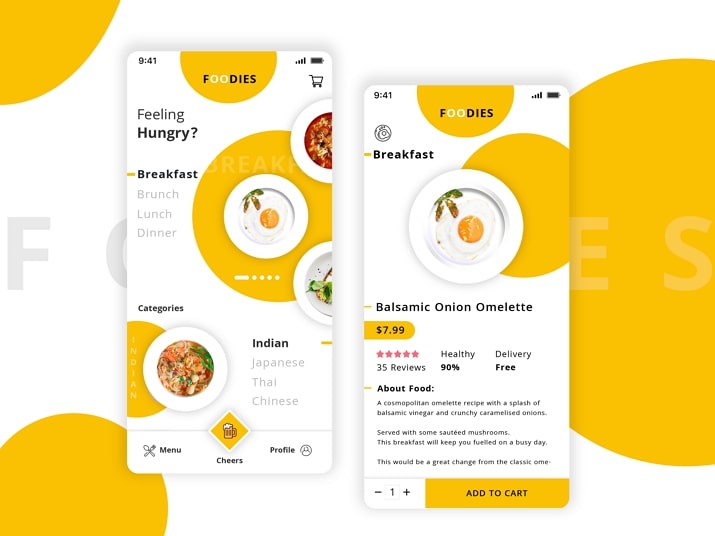 9:41
FOODIES
Feeling
Hungry?
BREAKF
Breakfast
Brunch
Lunch
Dinner
Categories
INDIAN
Indian
Japanese
Thai
Chinese
Menu
Cheers
Profile
9:41
FOODIES
Breakfast
Balsamic Onion Omelette
$7.99
35 Reviews
Healthy
90%
Delivery
Free
About Food:
A cosmopolitan omelette recipe with a splash of
balsamic vinegar and crunchy caramelised onions.
Served with some sautéed mushrooms.
This breakfast will keep you fuelled on a busy day.
This would be a great change from the classic ome-
− 1 +
ADD TO CART
F O E S